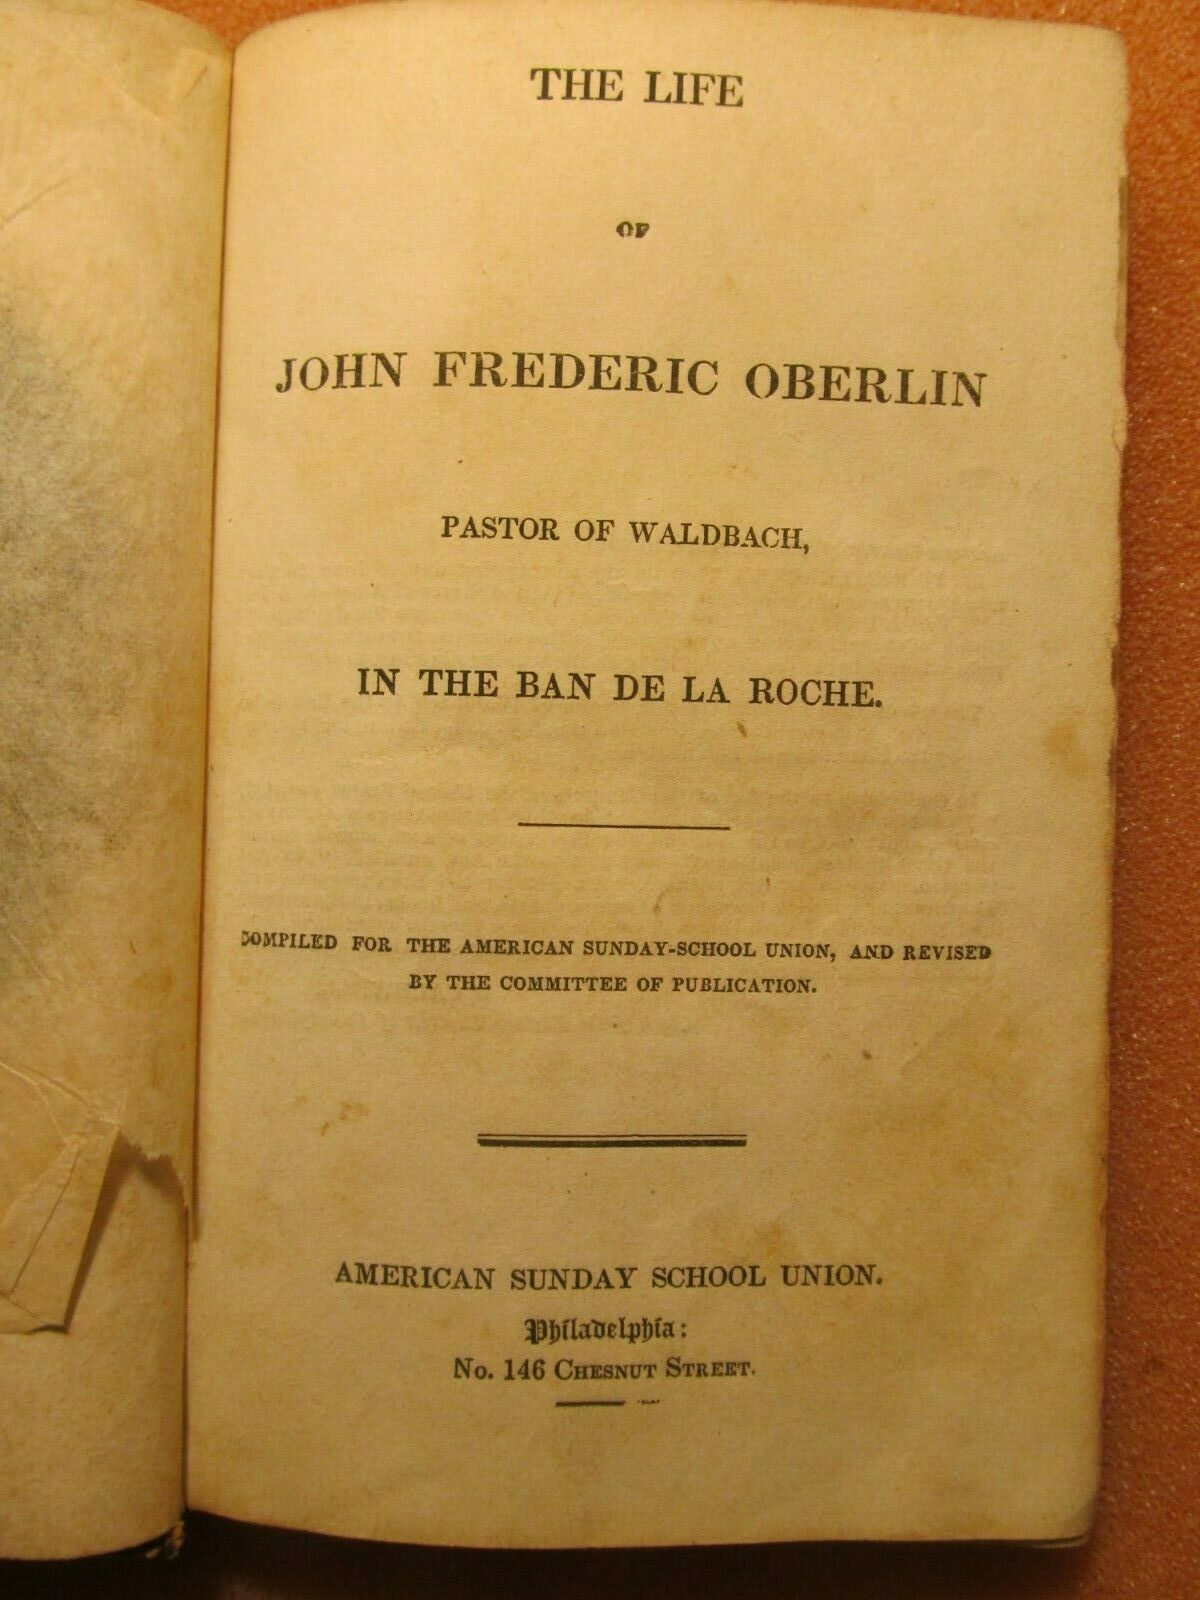 THE LIFE
OF
JOHN FREDERIC OBERLIN
PASTOR OF WALDBACH,
IN THE BAN DE LA ROCHE.
COMPILED FOR THE AMERICAN SUNDAY-SCHOOL UNION, AND REVISED
BY THE COMMITTEE OF PUBLICATION.
AMERICAN SUNDAY SCHOOL UNION.
Philadelphia:
No. 146 CHESNUT STREET.